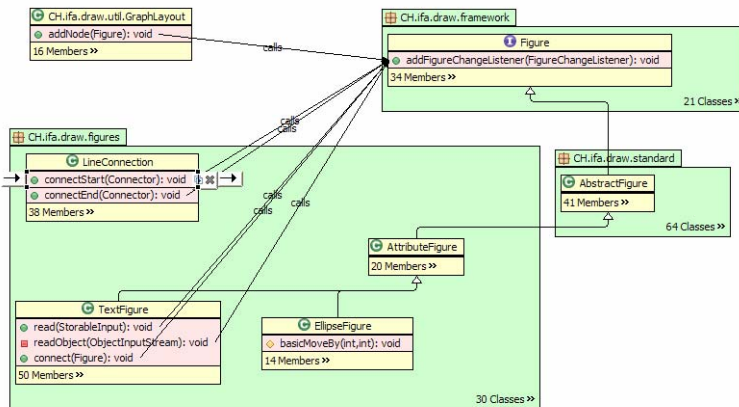 CH.ifa.draw.util.GraphLayout
addNode(Figure): void
16 Members »
calls
CH.ifa.draw.framework
Figure
addFigureChangeListener(FigureChangeListener): void
34 Members »
21 Classes »
CH.ifa.draw.figures
calls
calls
LineConnection
connectStart(Connector): void
connectEnd(Connector): void
38 Members »
calls
calls
calls
CH.ifa.draw.standard
AbstractFigure
41 Members »
64 Classes »
AttributeFigure
20 Members »
TextFigure
read(StorableInput): void
readObject(ObjectInputStream): void
connect(Figure): void
50 Members »
EllipseFigure
basicMoveBy(int,int): void
14 Members »
30 Classes »